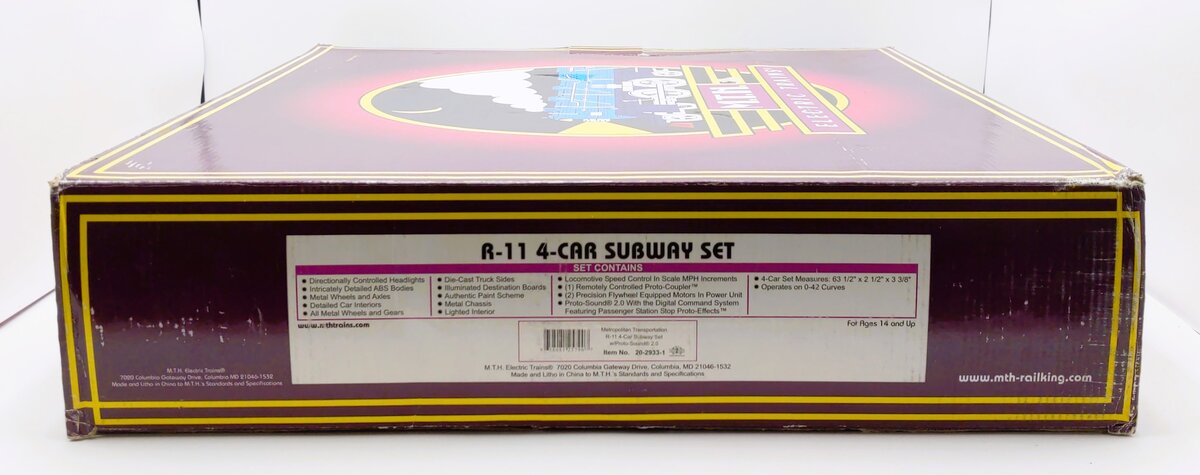 ELECTRIC TRAINS
MTH
R-11 4-CAR SUBWAY SET
SET CONTAINS
• Directionally Controlled Headlights
• Intricately Detailed ABS Bodies
• Metal Wheels and Axles
• Detailed Car Interiors
• All Metal Wheels and Gears
• Die-Cast Truck Sides
• Illuminated Destination Boards
• Authentic Paint Scheme
• Metal Chassis
• Lighted Interior
• Locomotive Speed Control In Scale MPH Increments
• (1) Remotely Controlled Proto-Coupler™
• (2) Precision Flywheel Equipped Motors In Power Unit
• Proto-Sound® 2.0 With the Digital Command System
Featuring Passenger Station Stop Proto-Effects™
• 4-Car Set Measures: 63 1/2" x 2 1/2" x 3 3/8"
• Operates on 0-42 Curves
www.mthtrains.com
For Ages 14 and Up
Metropolitan Transportation
R-11 4-Car Subway Set
w/Proto-Sound® 2.0
Item No. 20-2933-1
M.T.H. Electric Trains® 7020 Columbia Gateway Drive, Columbia, MD 21046-1532
Made and Litho in China to M.T.H.'s Standards and Specifications
M.T.H. Electric Trains®
7020 Columbia Gateway Drive, Columbia MD 21046-1532
Made and Litho in China to M.T.H.'s Standards and Specifications
www.mth-railking.com